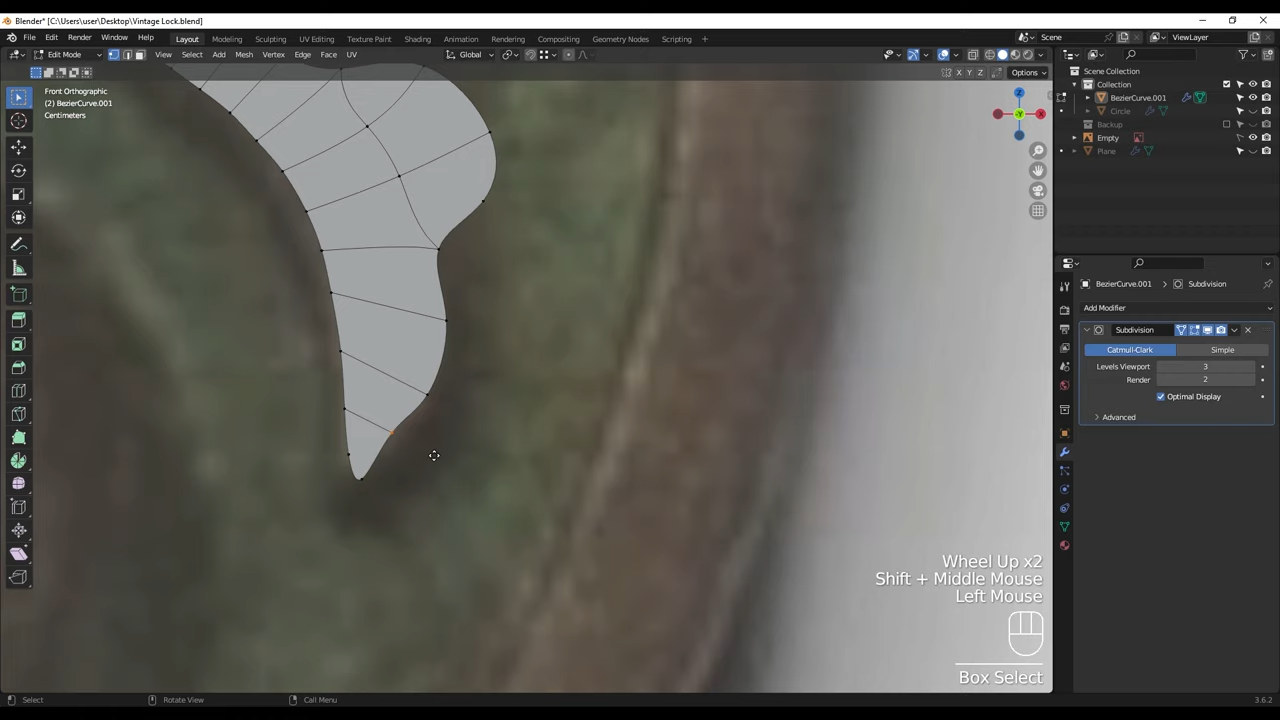 Blender* [C:\Users\user\Desktop\Vintage Lock.blend]
File Edit Render Window Help Layout Modeling Sculpting UV Editing Texture Paint Shading Compositing Animation Rendering Compositing Geometry Nodes Scripting Scene ViewLayer
Edit Mode View Select Add Mesh Vertex Edge Face UV Global
X Y Z Options
Front Orthographic
(2) BezierCurve.001
Centimeters
Z
X
-Y
Scene Collection
Collection
BezierCurve.001
Circle
Backup
Empty
Plane
BezierCurve.001 > Subdivision
Add Modifier
Subdivision
Catmull-Clark Simple
Levels Viewport 3
Render 2
Optimal Display
Advanced
Wheel Up x2
Shift + Middle Mouse
Left Mouse
Box Select
Select Rotate View Call Menu 3.6.2